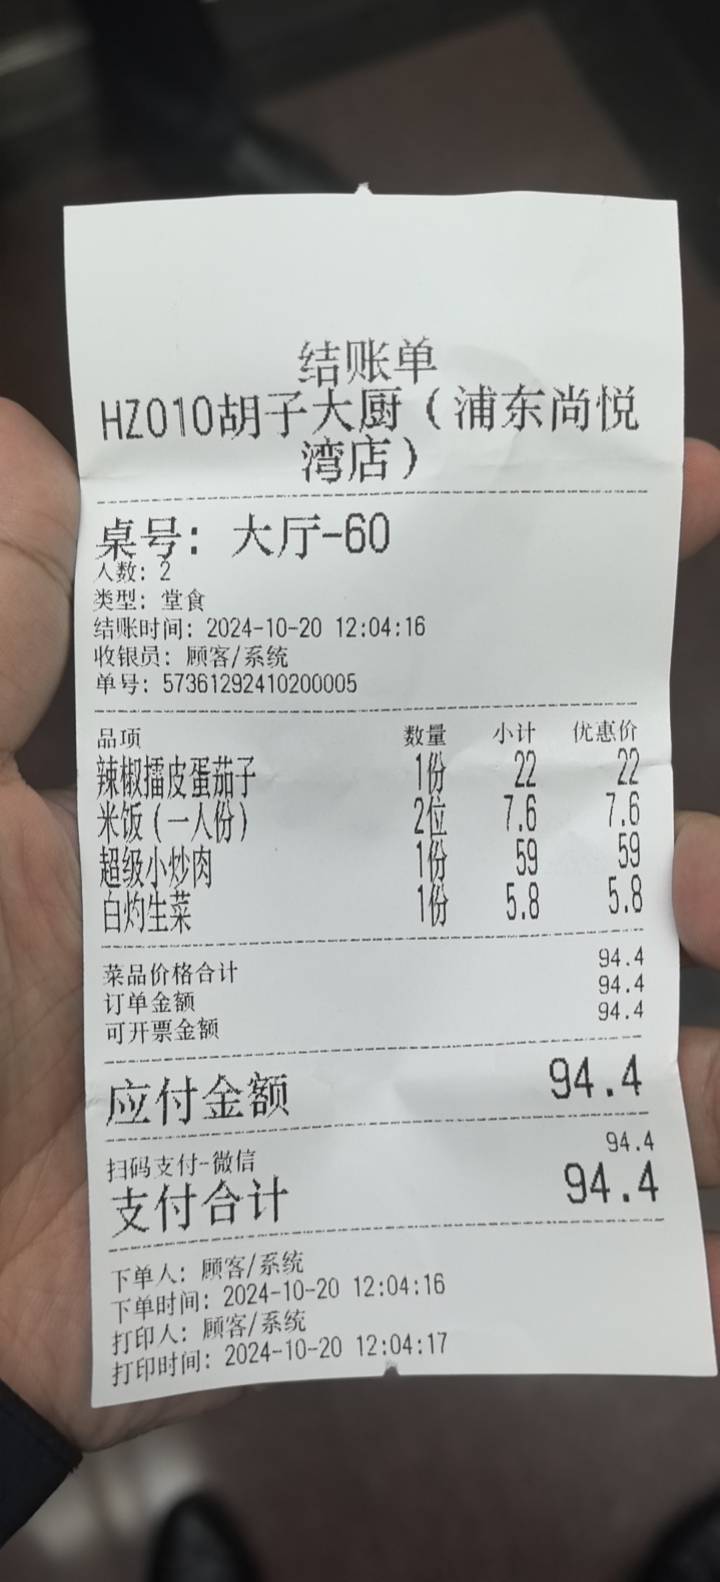 结账单
HZ010胡子大厨（浦东尚悦
湾店）
桌号: 大厅-60
人数: 2
类型: 堂食
结账时间: 2024-10-20 12:04:16
收银员: 顾客/系统
单号: 57361292410200005
品项 数量 小计 优惠价
辣椒擂皮蛋茄子 1份 22 22
米饭(一人份) 2位 7.6 7.6
超级小炒肉 1份 59 59
白灼生菜 1份 5.8 5.8
菜品价格合计 94.4
订单金额 94.4
可开票金额 94.4
应付金额 94.4
扫码支付-微信 94.4
支付合计 94.4
下单人: 顾客/系统
下单时间: 2024-10-20 12:04:16
打印人: 顾客/系统
打印时间: 2024-10-20 12:04:17